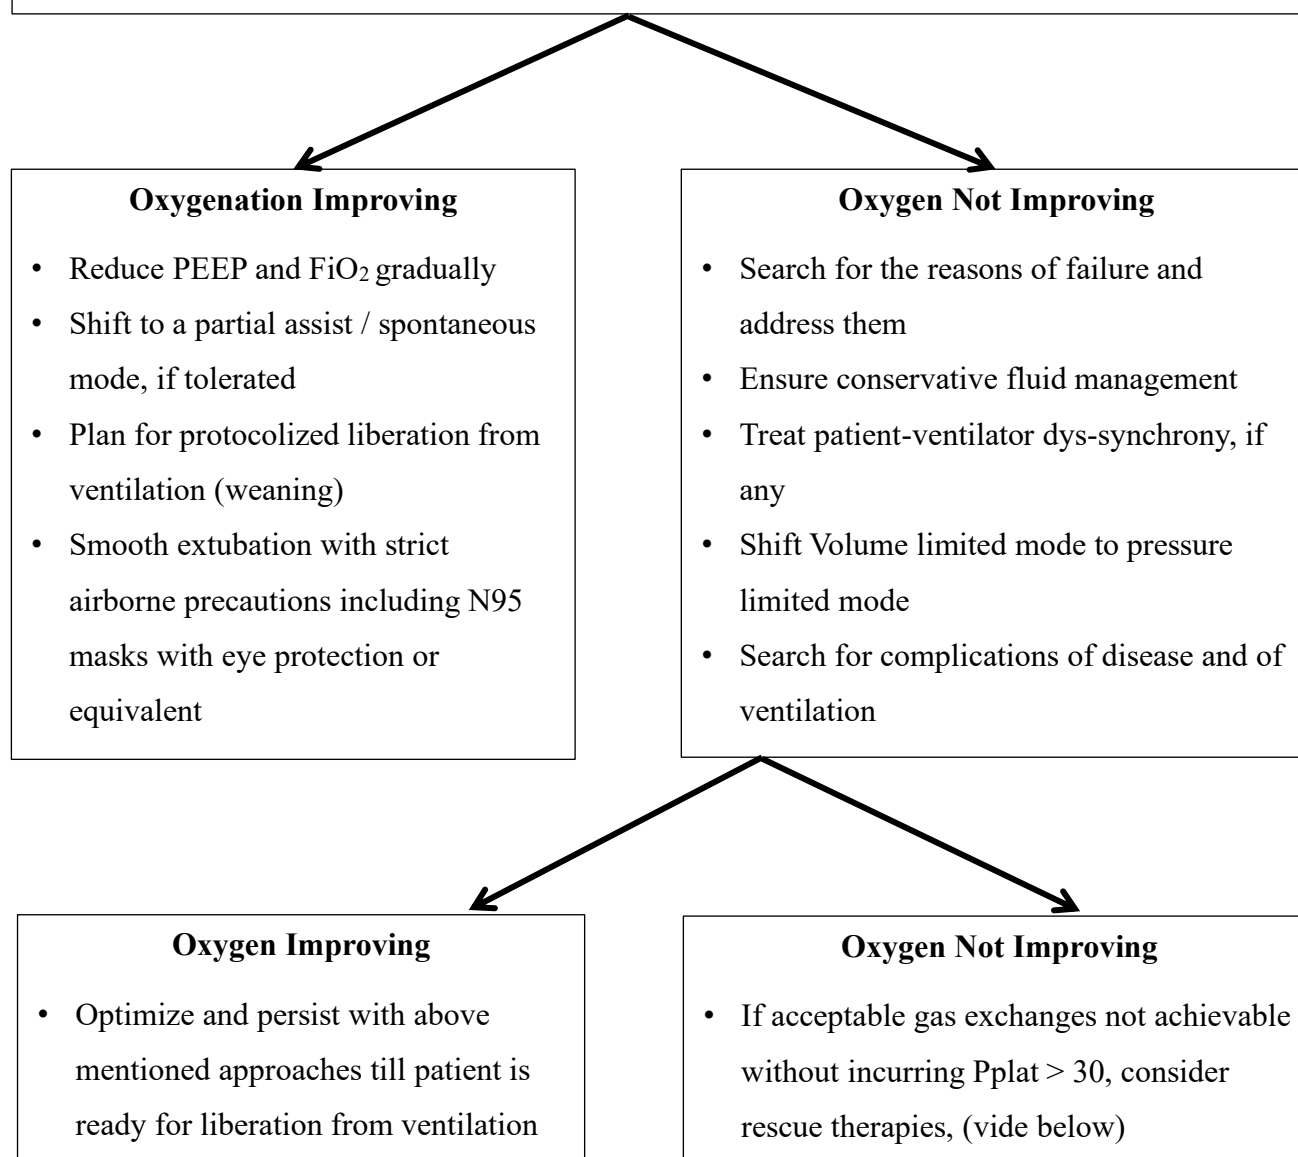 Oxygenation Improving
• Reduce PEEP and FiO2 gradually
• Shift to a partial assist / spontaneous
mode, if tolerated
• Plan for protocolized liberation from
ventilation (weaning)
• Smooth extubation with strict
airborne precautions including N95
masks with eye protection or
equivalent
Oxygen Not Improving
• Search for the reasons of failure and
address them
• Ensure conservative fluid management
• Treat patient-ventilator dys-synchrony, if
any
• Shift Volume limited mode to pressure
limited mode
• Search for complications of disease and of
ventilation
Oxygen Improving
• Optimize and persist with above
mentioned approaches till patient is
ready for liberation from ventilation
Oxygen Not Improving
• If acceptable gas exchanges not achievable
without incurring Pplat > 30, consider
rescue therapies, (vide below)